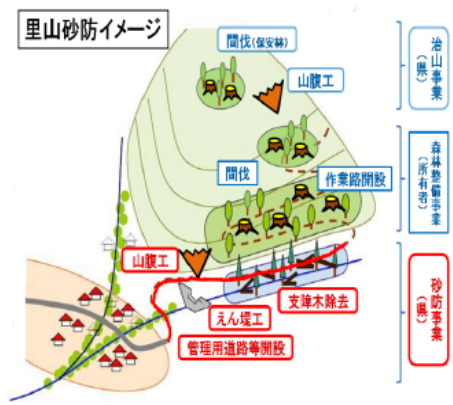 里山砂防イメージ
間伐(保安林)
山腹工
治山事業
(県)
間伐
作業路開設
森林整備事業
(所有者)
山腹工
支障木除去
えん堤工
管理用道路等開設
砂防事業
(県)